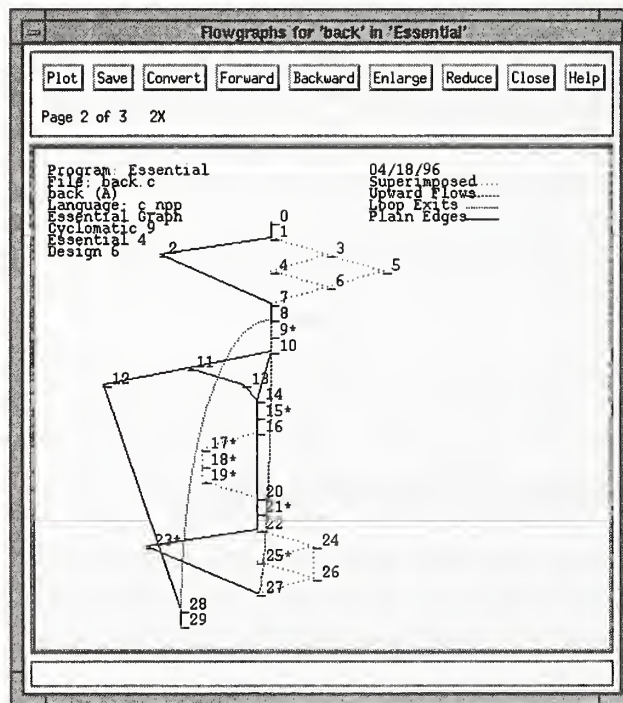 Flowgraphs for 'back' in 'Essential'
Plot Save Convert Forward Backward Enlarge Reduce Close Help
Page 2 of 3 2X
Program: Essential
File: back.c
back (A)
Language: c_npp
Essential Graph
Cyclomatic 9
Essential 4
Design 6
04/18/96
Superimposed
Upward Flows
Loop Exits
Plain Edges
0
1
2
3
4
5
6
7
8
9*
10
11
12
13
14
15*
16
17*
18*
19*
20
21*
22
23*
24
25*
26
27
28
29